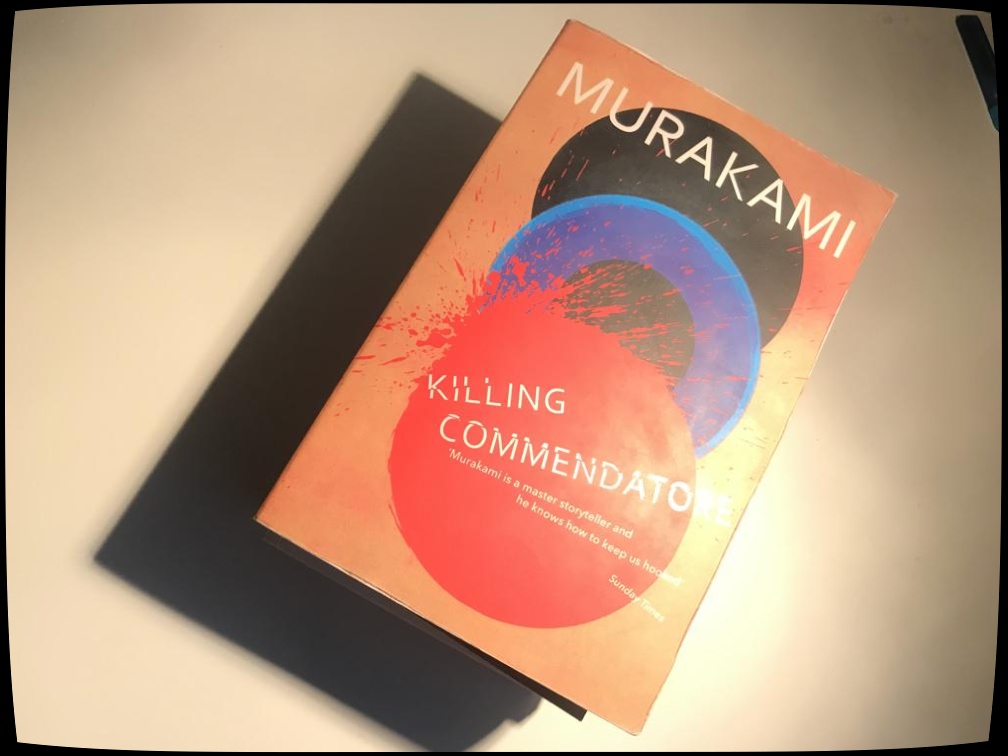 MURAKAMI
KILLING
COMMENDATORE
'Murakami is a master storyteller and
he knows how to keep us hooked'
Sunday Times